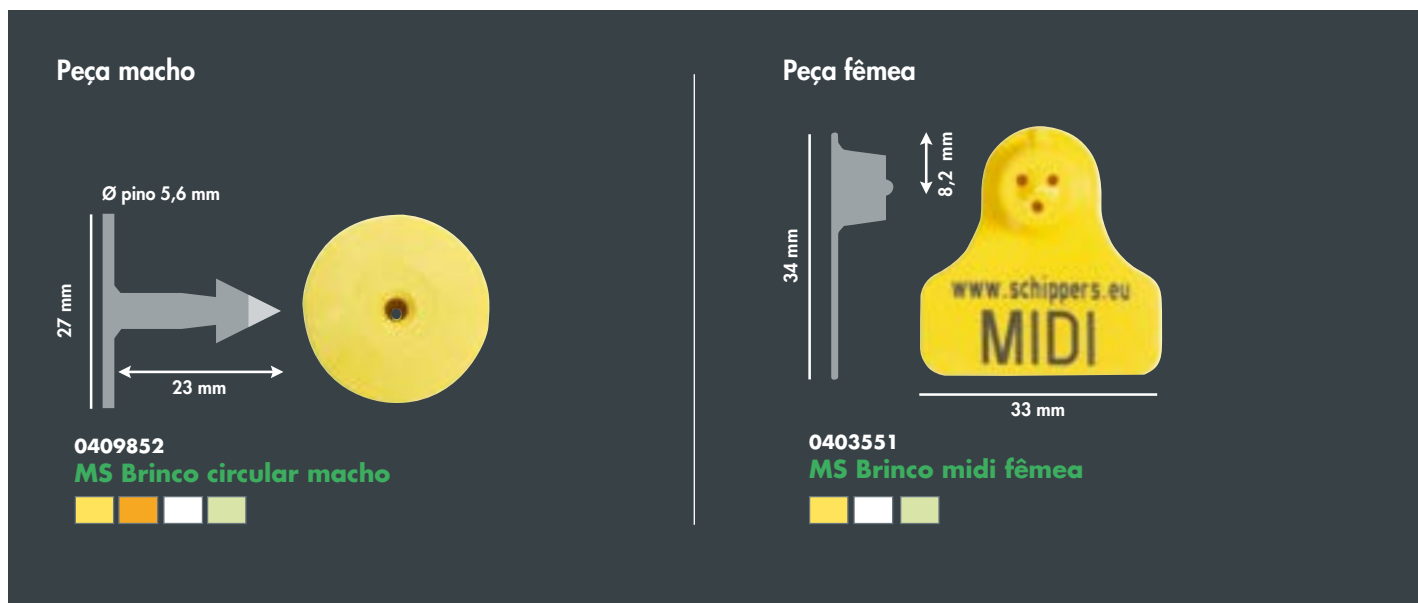 Peça macho
Ø pino 5,6 mm
27 mm
23 mm
0409852
MS Brinco circular macho
Peça fêmea
8,2 mm
34 mm
www.schippers.eu
MIDI
33 mm
0403551
MS Brinco midi fêmea